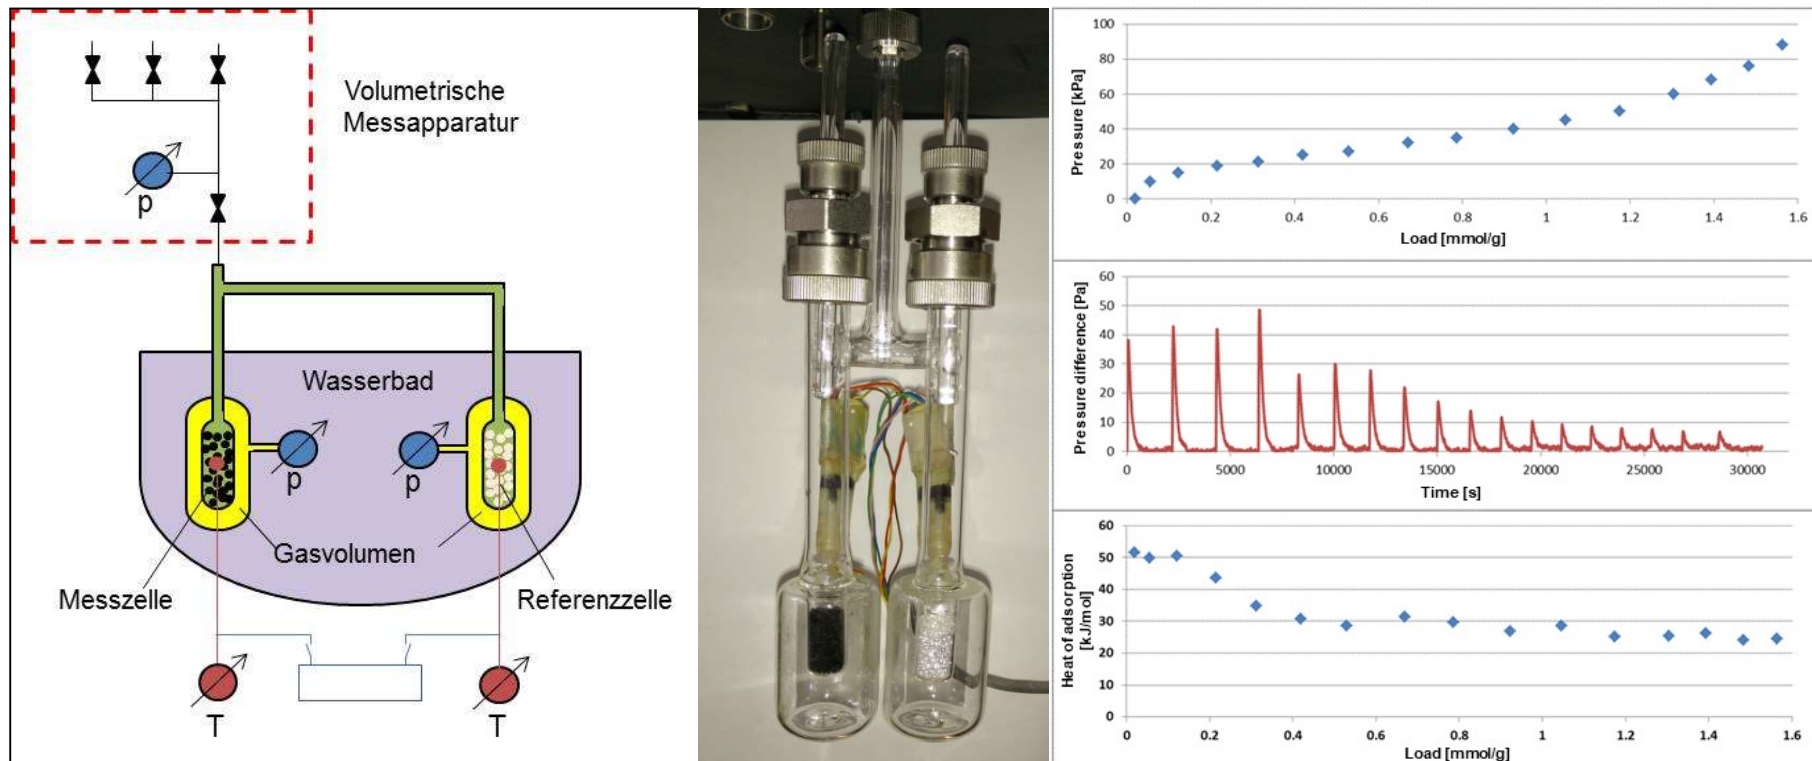 Volumetrische
Messapparatur
p
Wasserbad
p
p
Gasvolumen
Messzelle
Referenzzelle
T
T
Pressure [kPa]
100
80
60
40
20
0
0 0.2 0.4 0.6 0.8 1 1.2 1.4 1.6
Load [mmol/g]
Pressure difference [Pa]
60
50
40
30
20
10
0
0 5000 10000 15000 20000 25000 30000
Time [s]
Heat of adsorption
[kJ/mol]
60
50
40
30
20
10
0
0 0.2 0.4 0.6 0.8 1 1.2 1.4 1.6
Load [mmol/g]